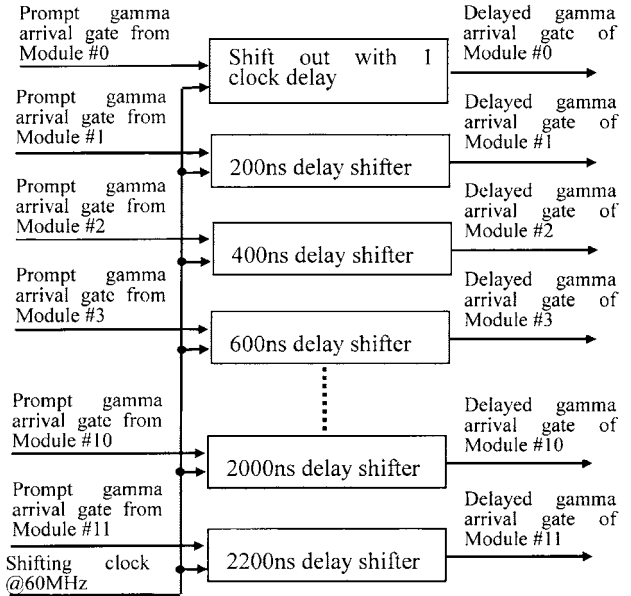 Prompt gamma
arrival gate from
Module #0
Shift out with 1
clock delay
Delayed gamma
arrival gate of
Module #0
Prompt gamma
arrival gate from
Module #1
200ns delay shifter
Delayed gamma
arrival gate of
Module #1
Prompt gamma
arrival gate from
Module #2
400ns delay shifter
Delayed gamma
arrival gate of
Module #2
Prompt gamma
arrival gate from
Module #3
600ns delay shifter
Delayed gamma
arrival gate of
Module #3
Prompt gamma
arrival gate from
Module #10
2000ns delay shifter
Delayed gamma
arrival gate of
Module #10
Prompt gamma
arrival gate from
Module #11
2200ns delay shifter
Delayed gamma
arrival gate of
Module #11
Shifting clock
@60MHz